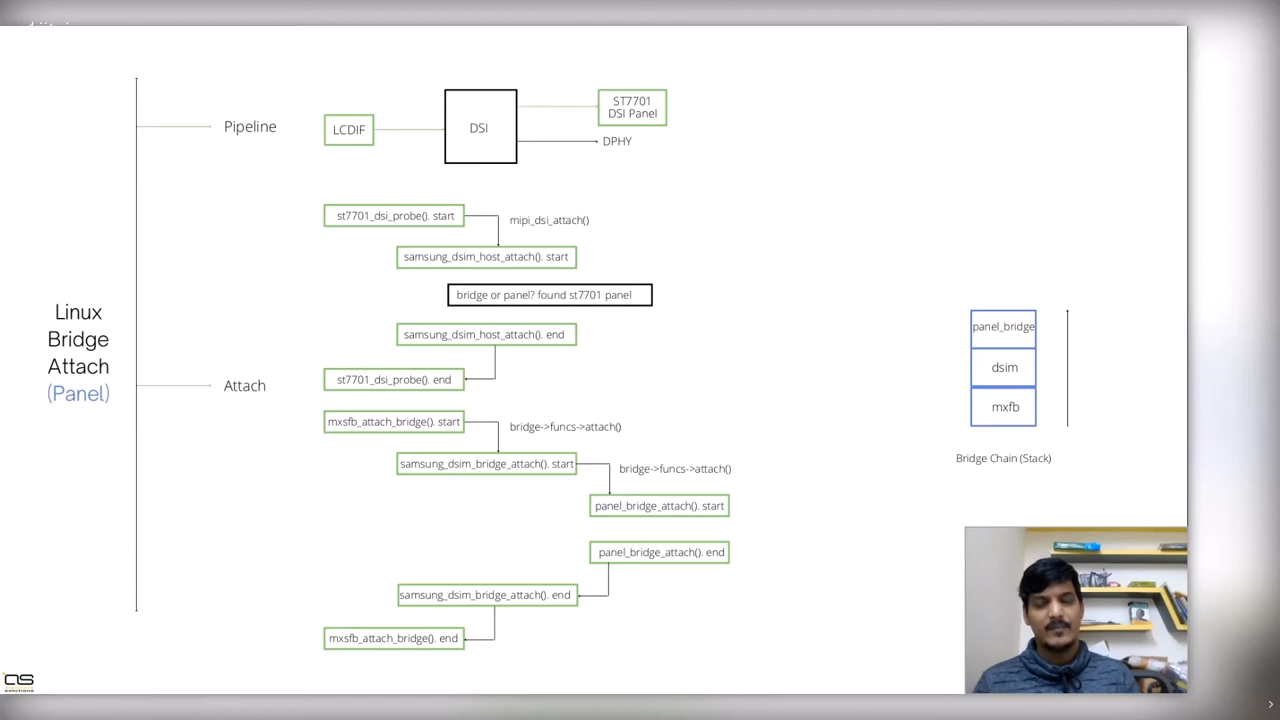 Pipeline
LCDIF
DSI
ST7701
DSI Panel
DPHY
Linux
Bridge
Attach
(Panel)
Attach
st7701_dsi_probe(). start
mipi_dsi_attach()
samsung_dsim_host_attach(). start
bridge or panel? found st7701 panel
samsung_dsim_host_attach(). end
st7701_dsi_probe(). end
mxsfb_attach_bridge(). start
bridge->funcs->attach()
samsung_dsim_bridge_attach(). start
bridge->funcs->attach()
panel_bridge_attach(). start
panel_bridge_attach(). end
samsung_dsim_bridge_attach(). end
mxsfb_attach_bridge(). end
panel_bridge
dsim
mxfb
Bridge Chain (Stack)
solutions